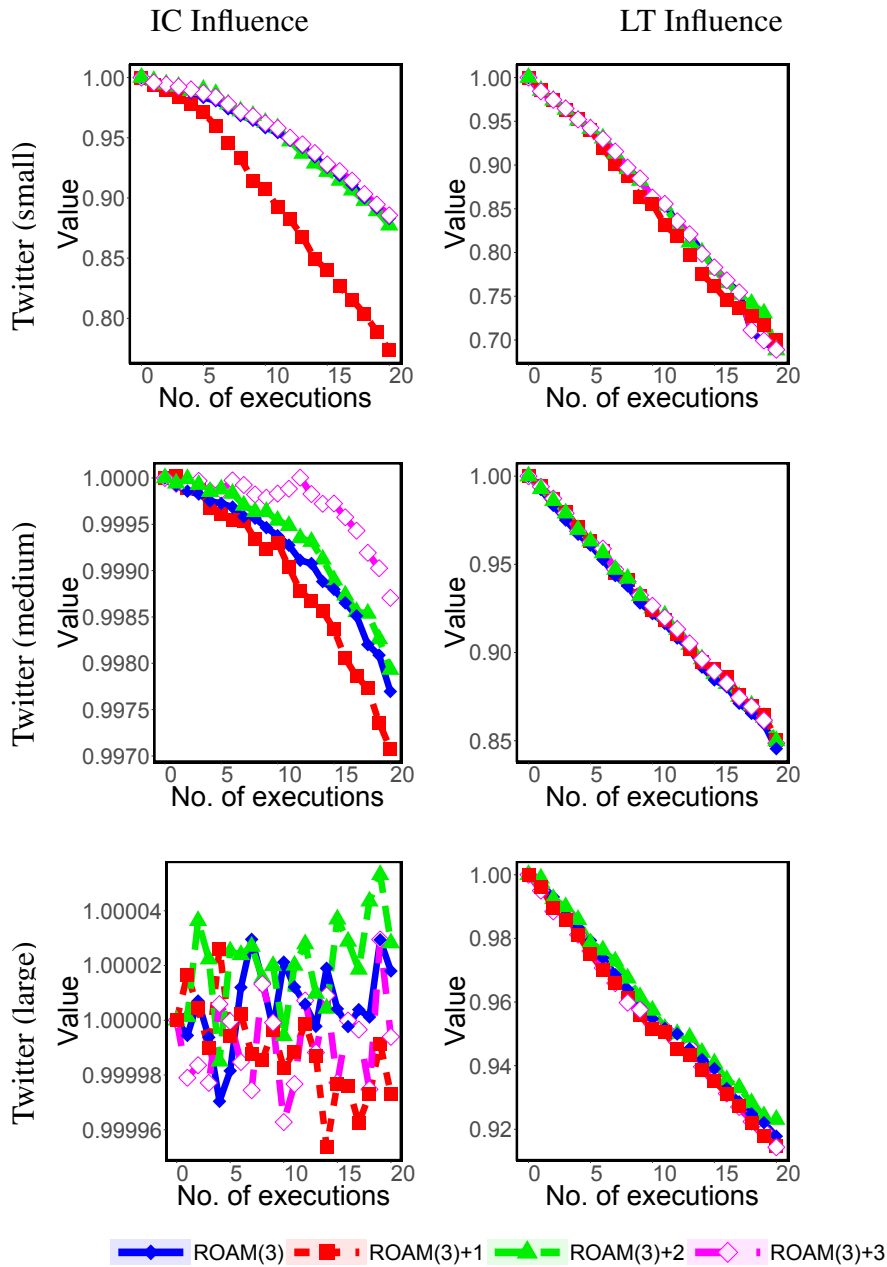 IC Influence
LT Influence
Twitter (small)
Value
1.00
0.95
0.90
0.85
0.80
0 5 10 15 20
No. of executions
Value
1.00
0.95
0.90
0.85
0.80
0.75
0.70
0 5 10 15 20
No. of executions
Twitter (medium)
Value
1.0000
0.9995
0.9990
0.9985
0.9980
0.9975
0.9970
0 5 10 15 20
No. of executions
Value
1.00
0.95
0.90
0.85
0 5 10 15 20
No. of executions
Twitter (large)
Value
1.00004
1.00002
1.00000
0.99998
0.99996
0 5 10 15 20
No. of executions
Value
1.00
0.98
0.96
0.94
0.92
0 5 10 15 20
No. of executions
ROAM(3) ROAM(3)+1 ROAM(3)+2 ROAM(3)+3